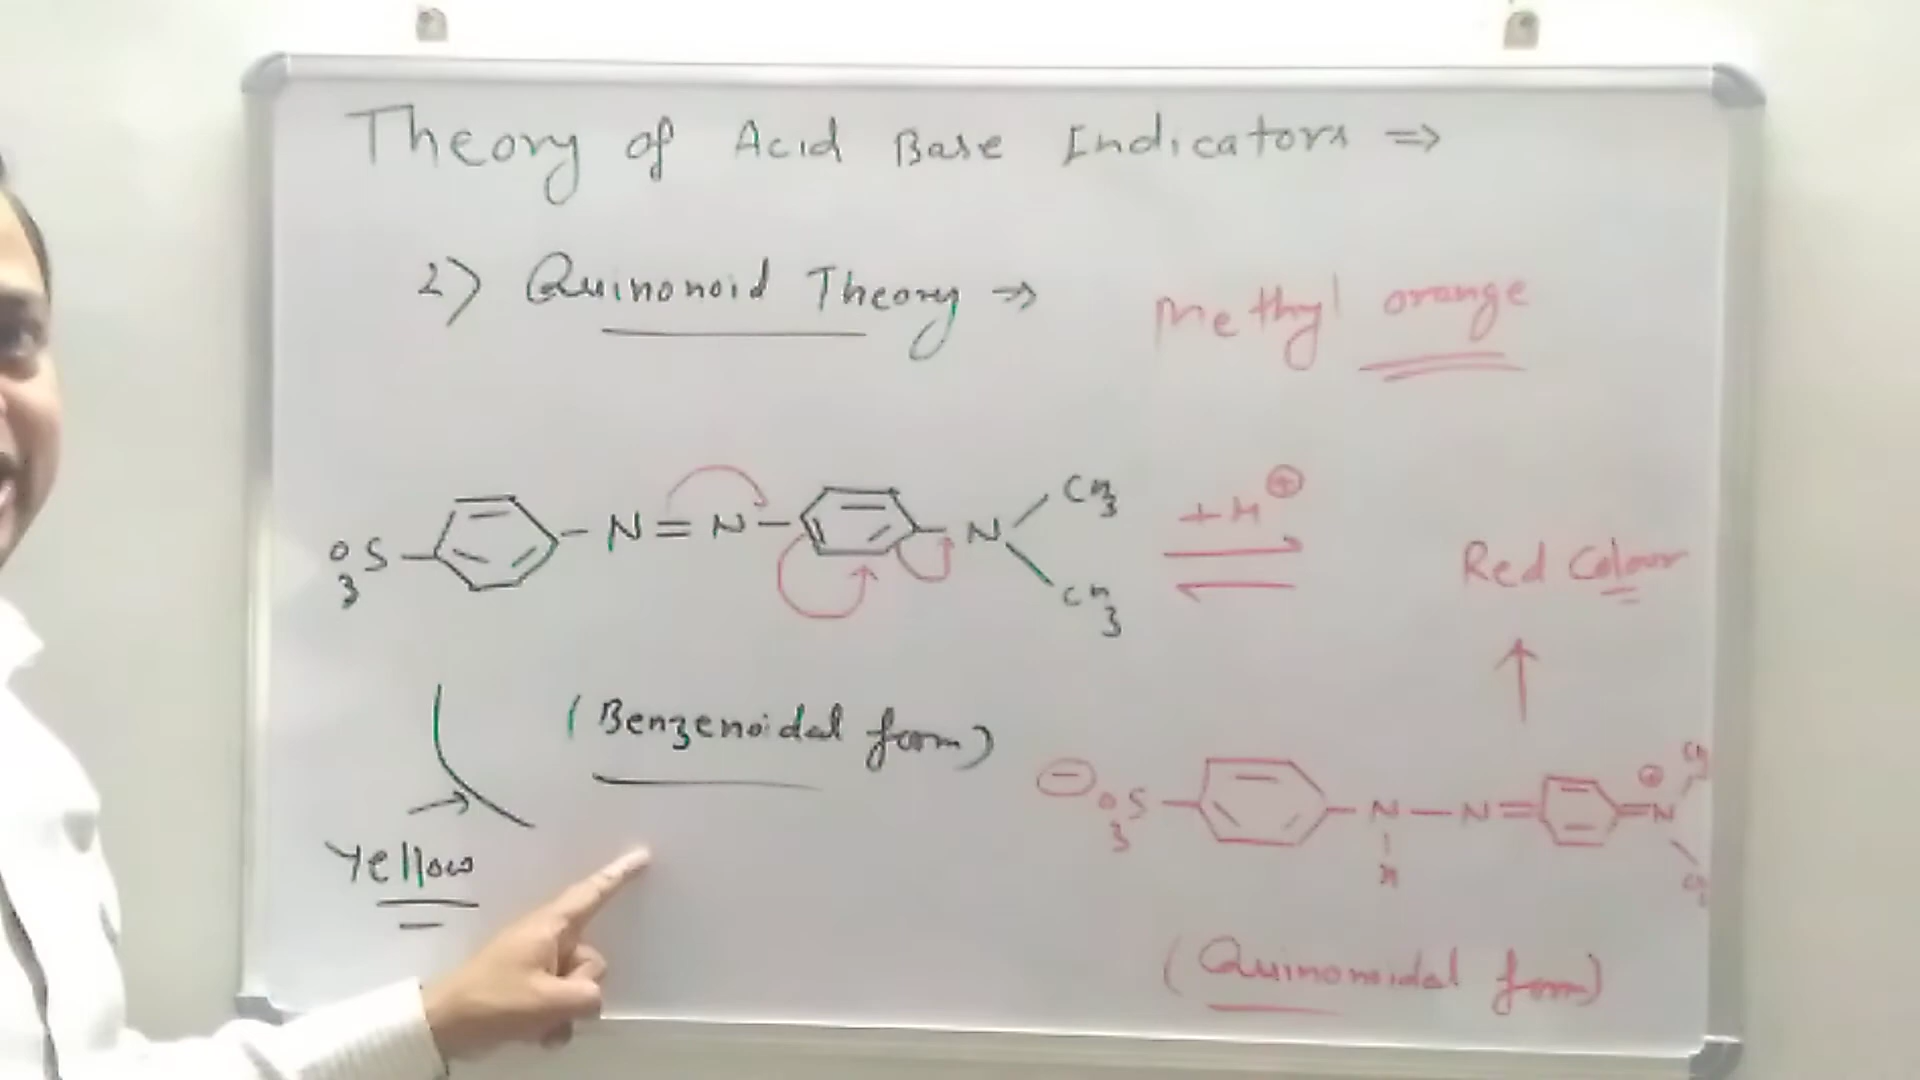 Theory of Acid Base Indicators ⇒
2) Quinonoid Theory ⇒
Methyl orange
O3S N=N N CH3 CH3
+H⊕
Red Colour
(Benzenoidal form)
Yellow
⊖O3S N—N= =N⊕
H
(Quinonoidal form)